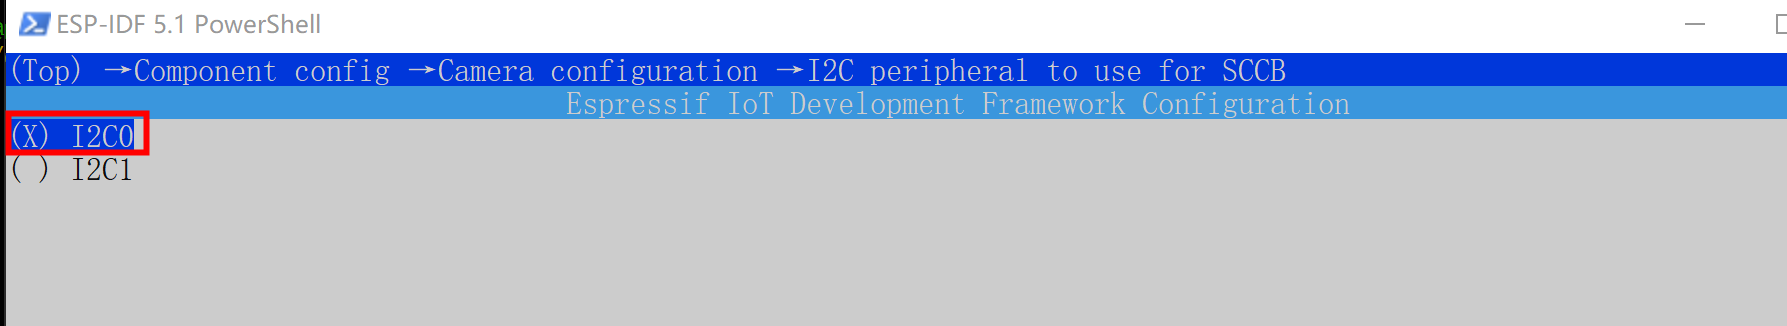 ESP-IDF 5.1 PowerShell
(Top) →Component config →Camera configuration →I2C peripheral to use for SCCB
Espressif IoT Development Framework Configuration
(X) I2C0
( ) I2C1